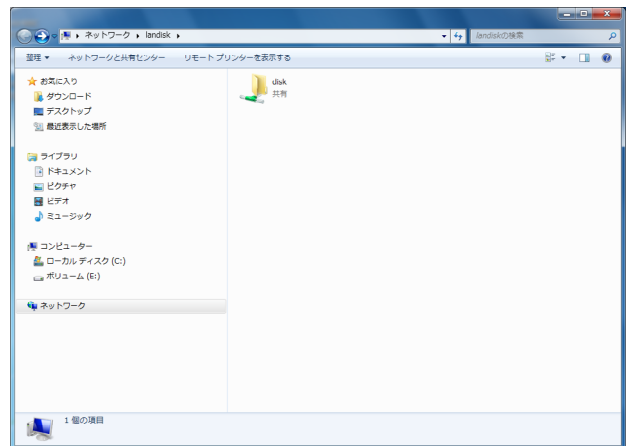 ネットワーク landisk
landiskの検索
整理 ネットワークと共有センター リモート プリンターを表示する
お気に入り
ダウンロード
デスクトップ
最近表示した場所
ライブラリ
ドキュメント
ピクチャ
ビデオ
ミュージック
コンピューター
ローカル ディスク (C:)
ボリューム (E:)
ネットワーク
disk
共有
1 個の項目